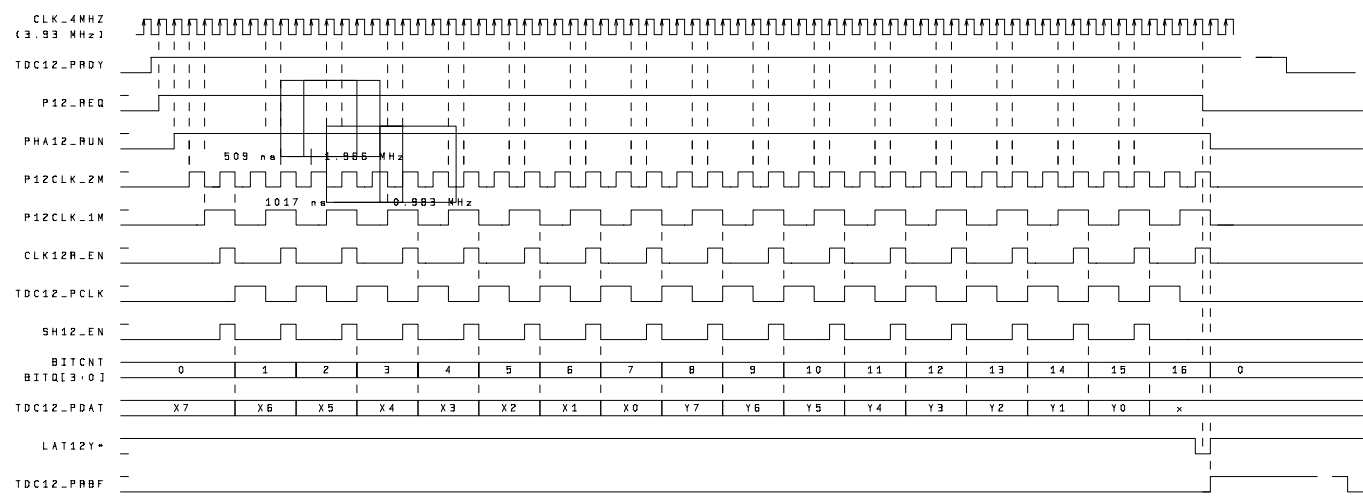 CLK_4MHZ
(3.93 MHz)
TDC12_PRDY
P12_REQ
PHA12_RUN
509 ns 1.966 MHz
P12CLK_2M
1017 ns 0.983 MHz
P12CLK_1M
CLK12R_EN
TDC12_PCLK
SH12_EN
BITCNT
BITQ[3:0]
0 1 2 3 4 5 6 7 8 9 10 11 12 13 14 15 16 0
TDC12_PDAT X7 X6 X5 X4 X3 X2 X1 X0 Y7 Y6 Y5 Y4 Y3 Y2 Y1 Y0 x
LAT12Y*
TDC12_PRBF